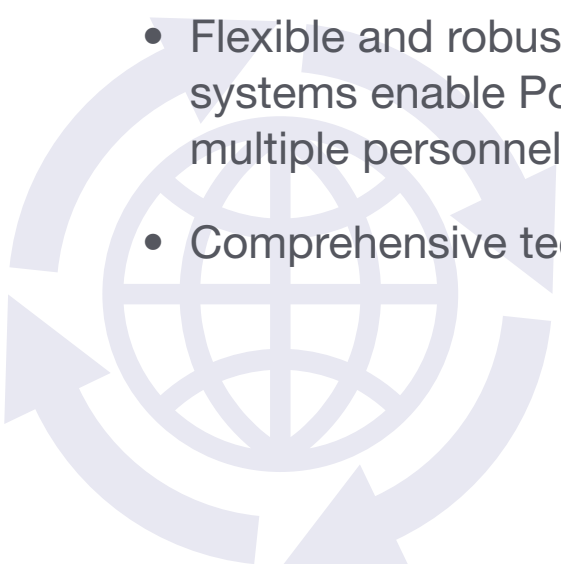 • Flexible and robus
systems enable Po
multiple personnel
• Comprehensive te